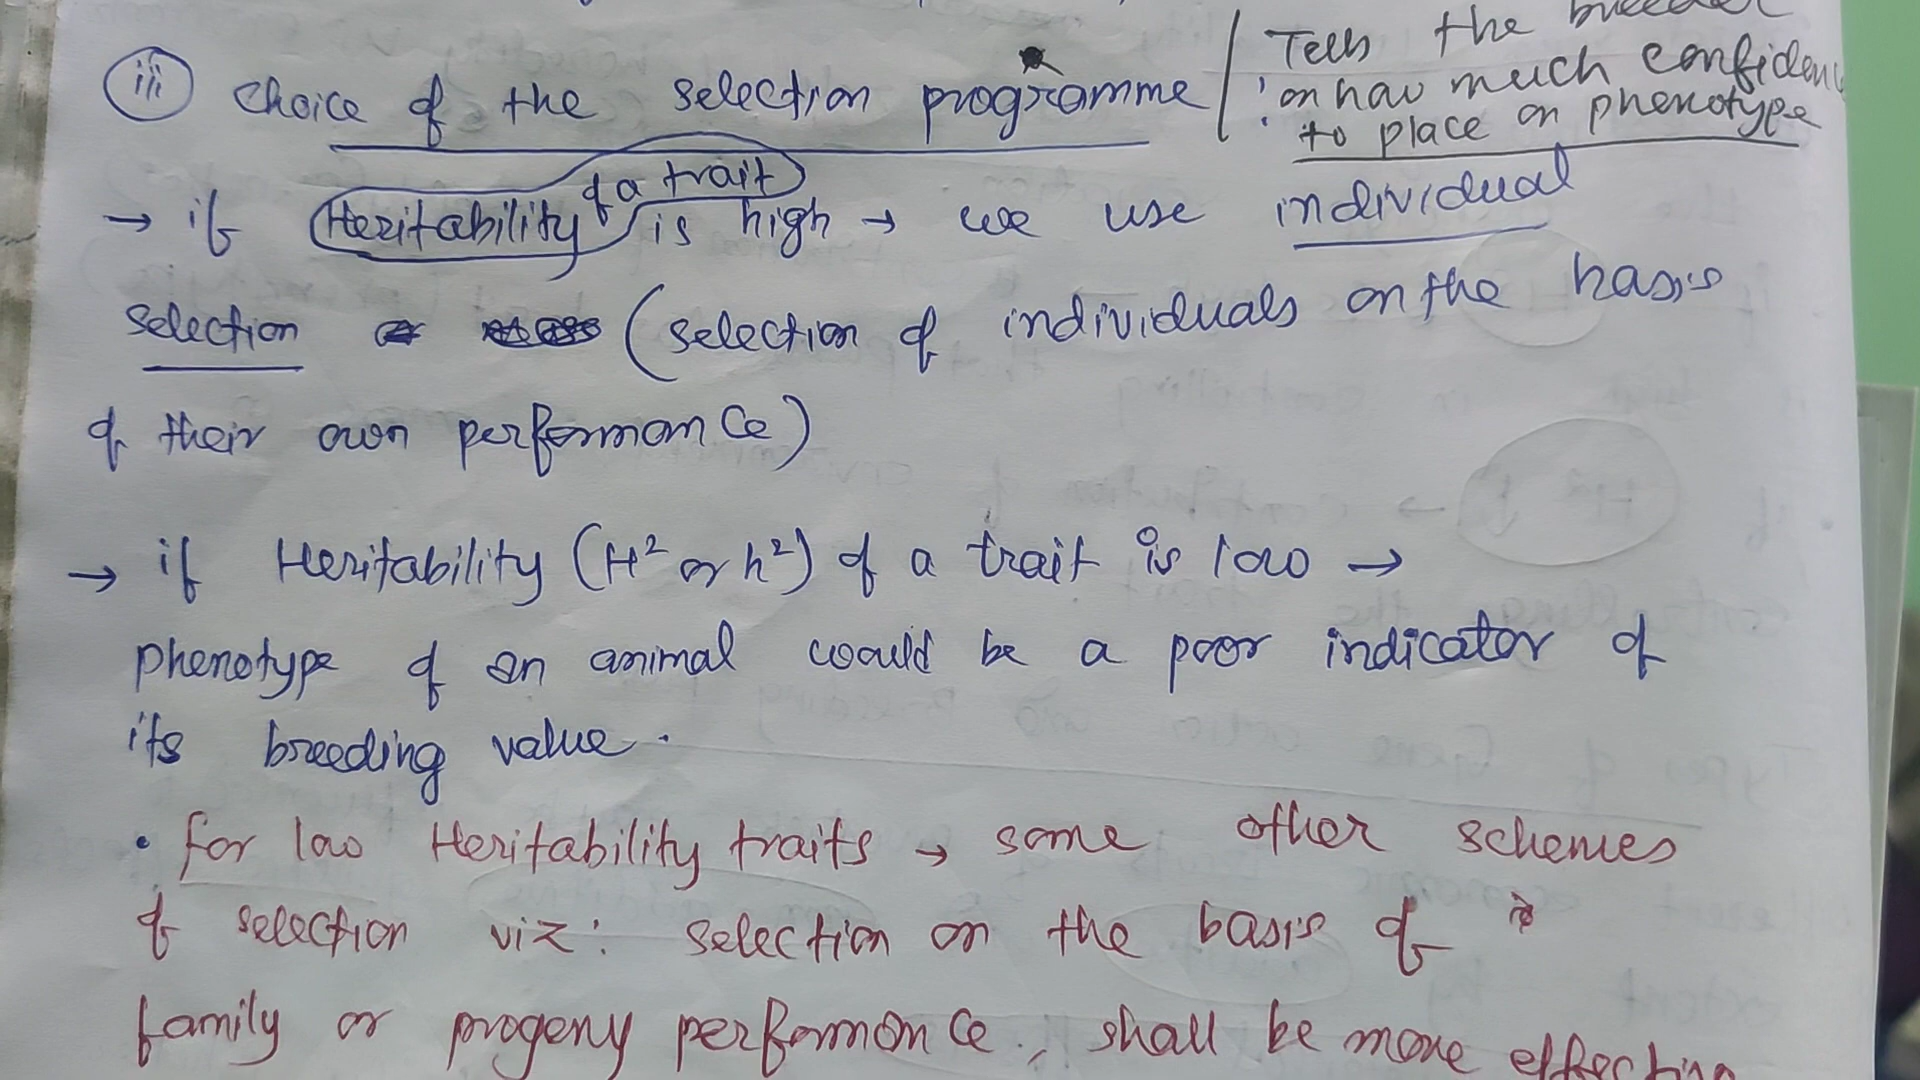 iii Choice of the selection programme / Tells the breeder
: on how much confidence
to place on phenotype
→ if Heritability of a trait is high → we use individual
selection (selection of individuals on the basis
of their own performance)
→ if Heritability (H² or h²) of a trait is low →
phenotype of an animal would be a poor indicator of
its breeding value.
• for low Heritability traits → some other schemes
of selection viz: selection on the basis of
family or progeny performance, shall be more effective